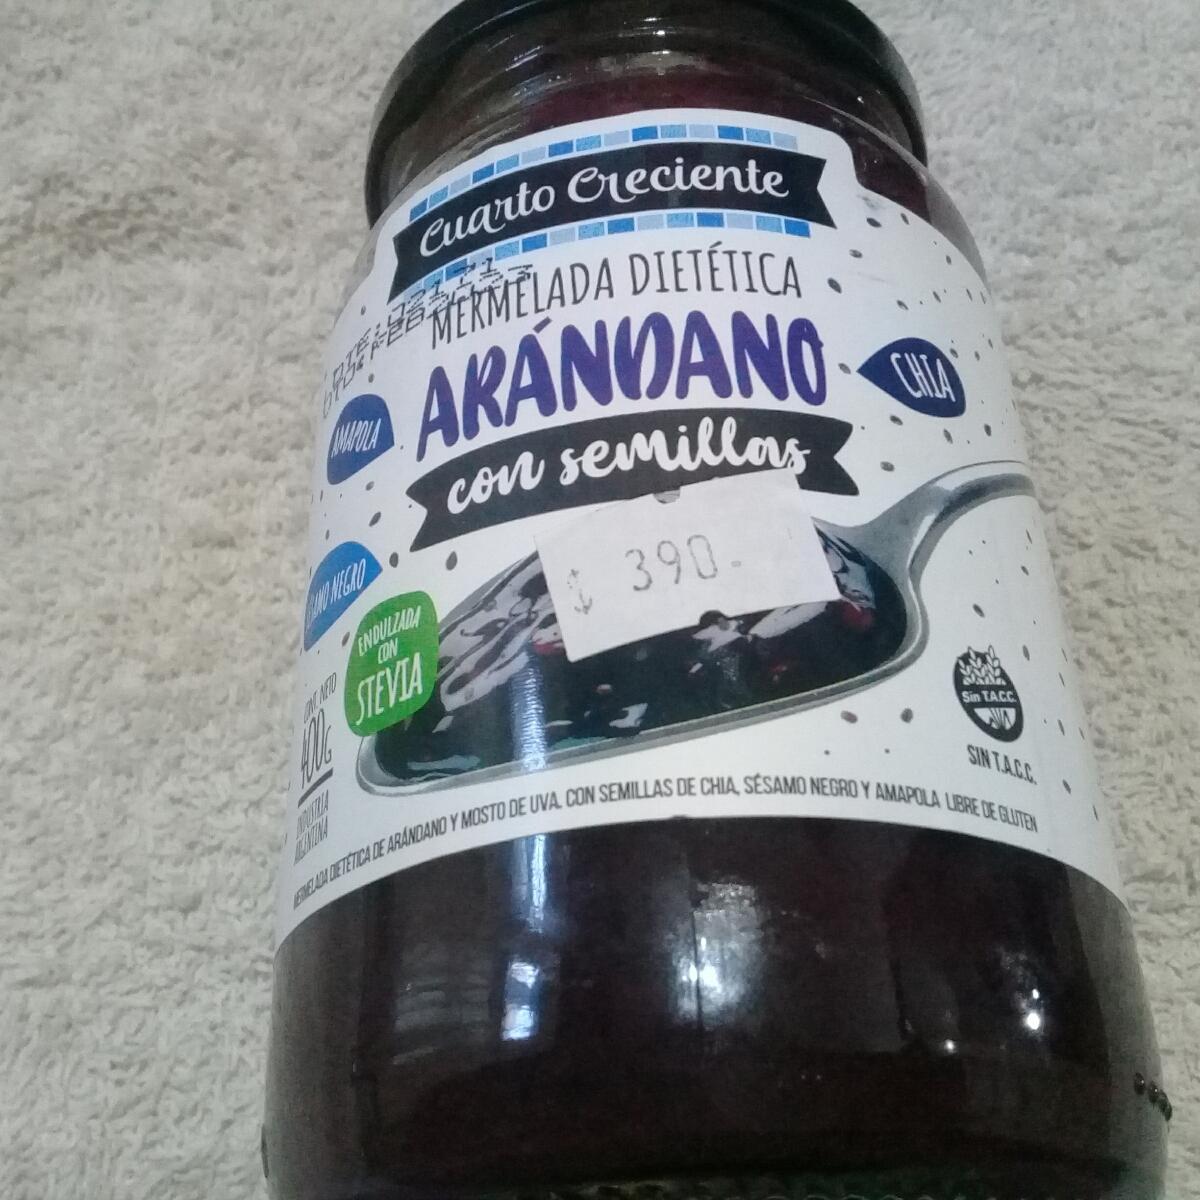 Cuarto Creciente
MERMELADA DIETÉTICA
ARÁNDANO
con semillas
AMAPOLA
CHIA
NEGRO
$ 390.-
ENDULZADA
CON
STEVIA
CONT. NETO
400G
INDUSTRIA
ARGENTINA
Sin T.A.C.C.
SIN T.A.C.C.
MERMELADA DIETÉTICA DE ARÁNDANO Y MOSTO DE UVA. CON SEMILLAS DE CHIA, SÉSAMO NEGRO Y AMAPOLA LIBRE DE GLUTEN